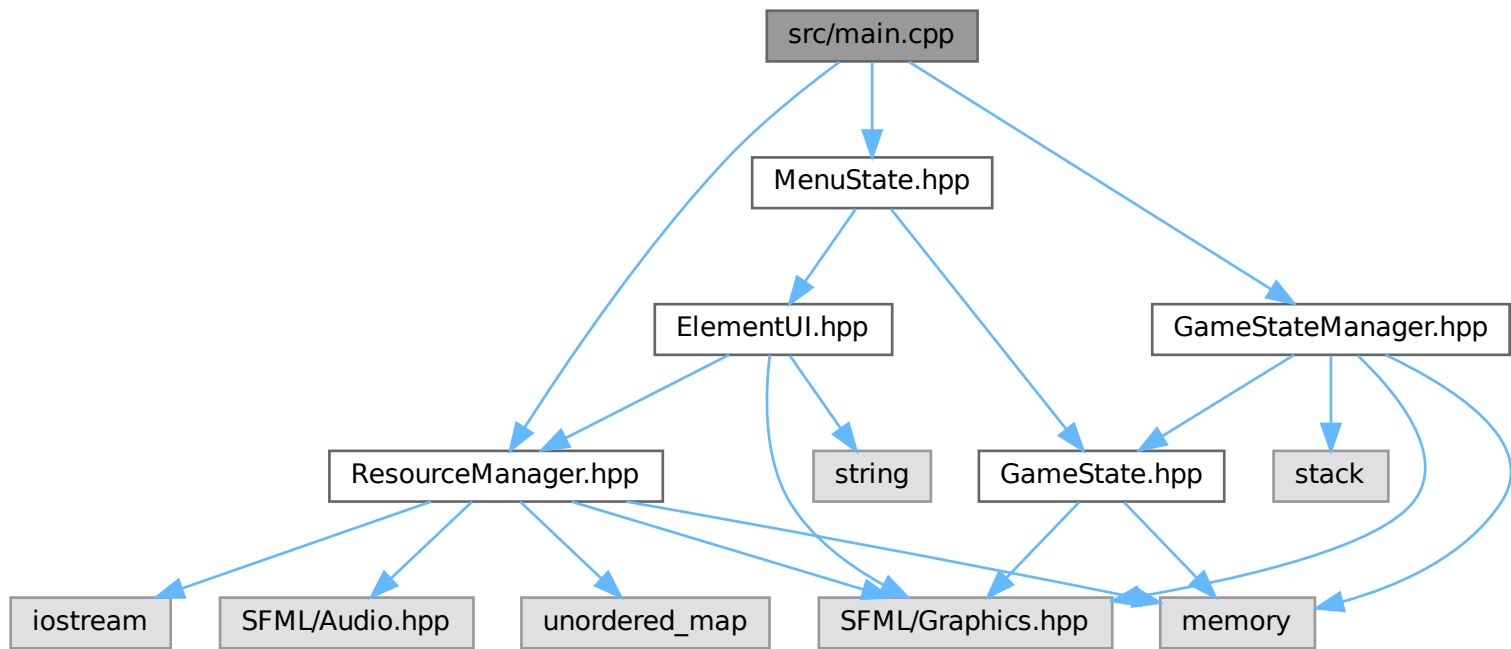 src/main.cpp
MenuState.hpp
ElementUI.hpp
GameStateManager.hpp
ResourceManager.hpp
string
GameState.hpp
stack
iostream
SFML/Audio.hpp
unordered_map
SFML/Graphics.hpp
memory